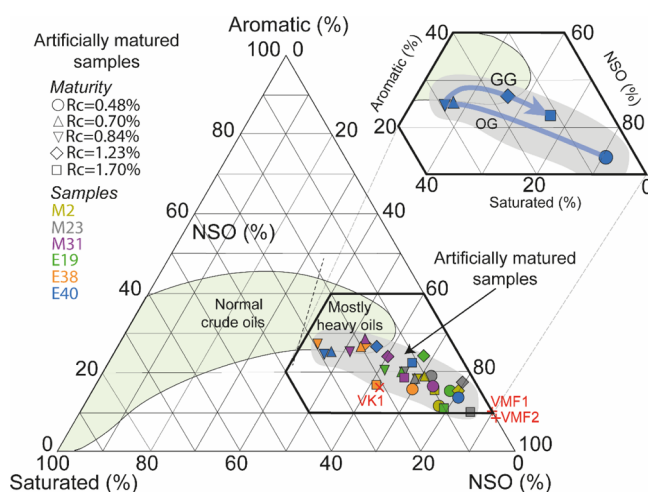 Artificially matured
samples
Maturity
Rc=0.48%
Rc=0.70%
Rc=0.84%
Rc=1.23%
Rc=1.70%
Samples
M2
M23
M31
E19
E38
E40
Aromatic (%)
100 0
80 20
60 40
NSO (%)
40 60
20 80
0 100
Normal
crude oils
Mostly
heavy oils
Artificially matured
samples
VK1
VMF1
VMF2
100 80 60 40 20 0
Saturated (%) NSO (%)
40 60
Aromatic (%)
NSO (%)
GG
OG
20 80
40 20 0
Saturated (%)